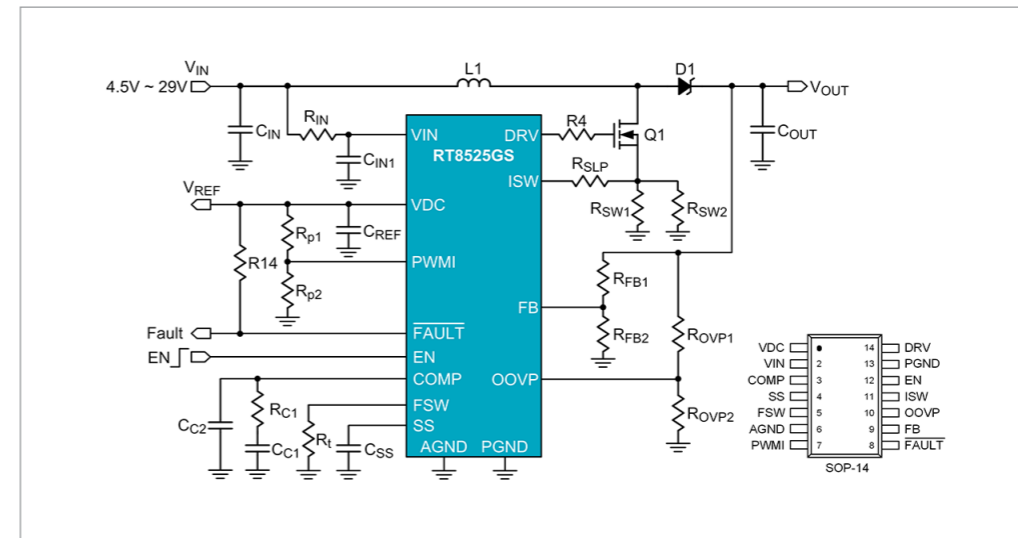 VIN
4.5V ~ 29V
L1
D1
VOUT
CIN
RIN
CIN1
VIN
RT8525GS
DRV
R4
Q1
COUT
ISW
RSLP
RSW1
RSW2
VREF
VDC
Rp1
CREF
R14
PWMI
Rp2
FB
RFB1
RFB2
ROVP1
Fault
FAULT
EN
EN
COMP
OOVP
ROVP2
CC2
RC1
CC1
FSW
Rt
SS
CSS
AGND
PGND
VDC 14 DRV
VIN 2 13 PGND
COMP 3 12 EN
SS 4 11 ISW
FSW 5 10 OOVP
AGND 6 9 FB
PWMI 7 8 FAULT
SOP-14